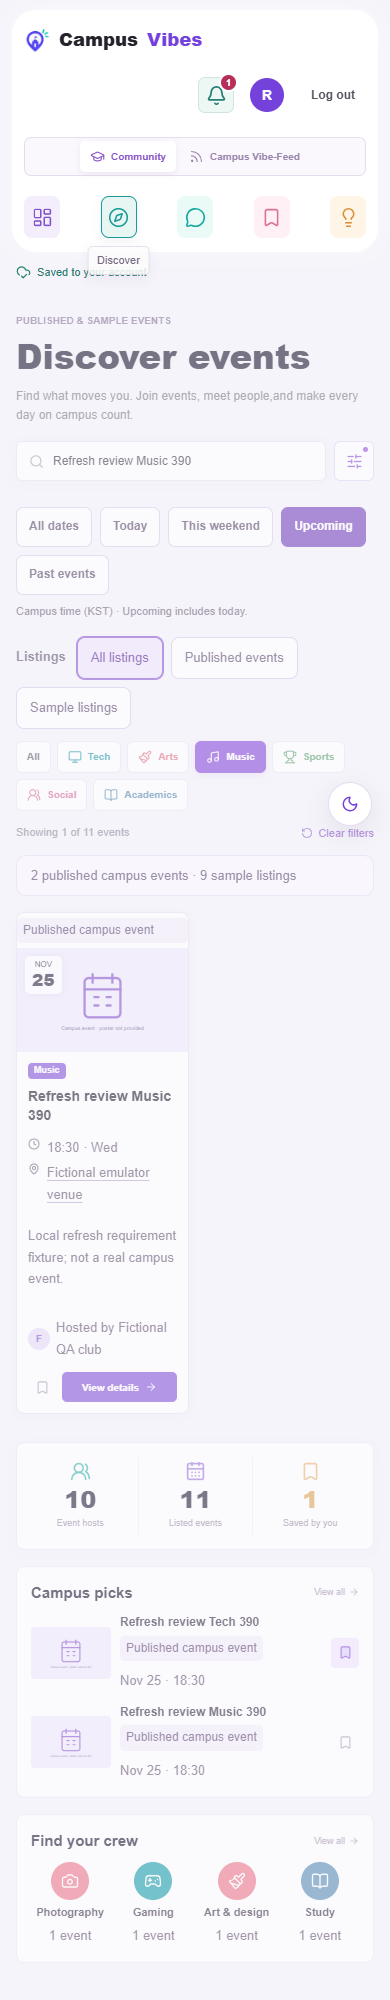 Campus Vibes
1
R
Log out
Community
Campus Vibe-Feed
Discover
Saved to your account
PUBLISHED & SAMPLE EVENTS
Discover events
Find what moves you. Join events, meet people,and make every
day on campus count.
Refresh review Music 390
All dates
Today
This weekend
Upcoming
Past events
Campus time (KST) · Upcoming includes today.
Listings
All listings
Published events
Sample listings
All
Tech
Arts
Music
Sports
Social
Academics
Showing 1 of 11 events
Clear filters
2 published campus events · 9 sample listings
Published campus event
NOV
25
Campus event · poster not provided
Music
Refresh review Music
390
18:30 · Wed
Fictional emulator
venue
Local refresh requirement
fixture; not a real campus
event.
F
Hosted by Fictional
QA club
View details
10
Event hosts
11
Listed events
1
Saved by you
Campus picks
View all
Refresh review Tech 390
Published campus event
Nov 25 · 18:30
Refresh review Music 390
Published campus event
Nov 25 · 18:30
Find your crew
View all
Photography
1 event
Gaming
1 event
Art & design
1 event
Study
1 event